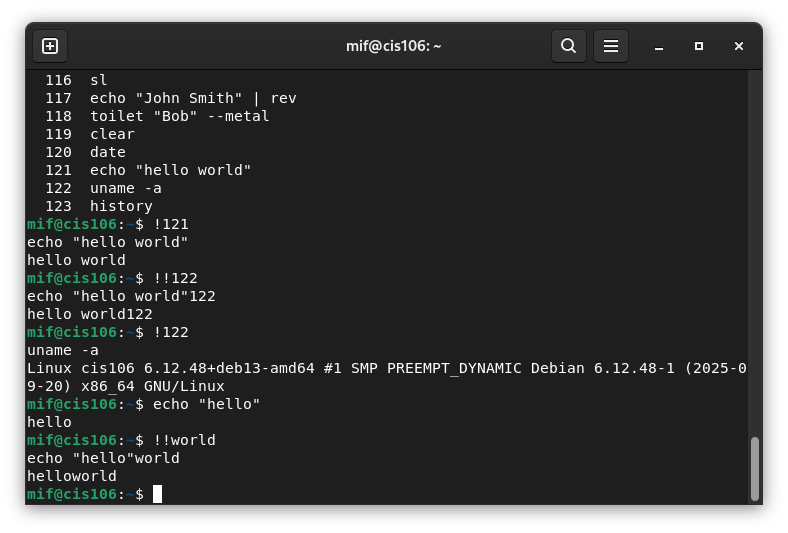 mif@cis106: ~
116  sl
117  echo "John Smith" | rev
118  toilet "Bob" --metal
119  clear
120  date
121  echo "hello world"
122  uname -a
123  history
mif@cis106:~$ !121
echo "hello world"
hello world
mif@cis106:~$ !!122
echo "hello world"122
hello world122
mif@cis106:~$ !122
uname -a
Linux cis106 6.12.48+deb13-amd64 #1 SMP PREEMPT_DYNAMIC Debian 6.12.48-1 (2025-0
9-20) x86_64 GNU/Linux
mif@cis106:~$ echo "hello"
hello
mif@cis106:~$ !!world
echo "hello"world
helloworld
mif@cis106:~$